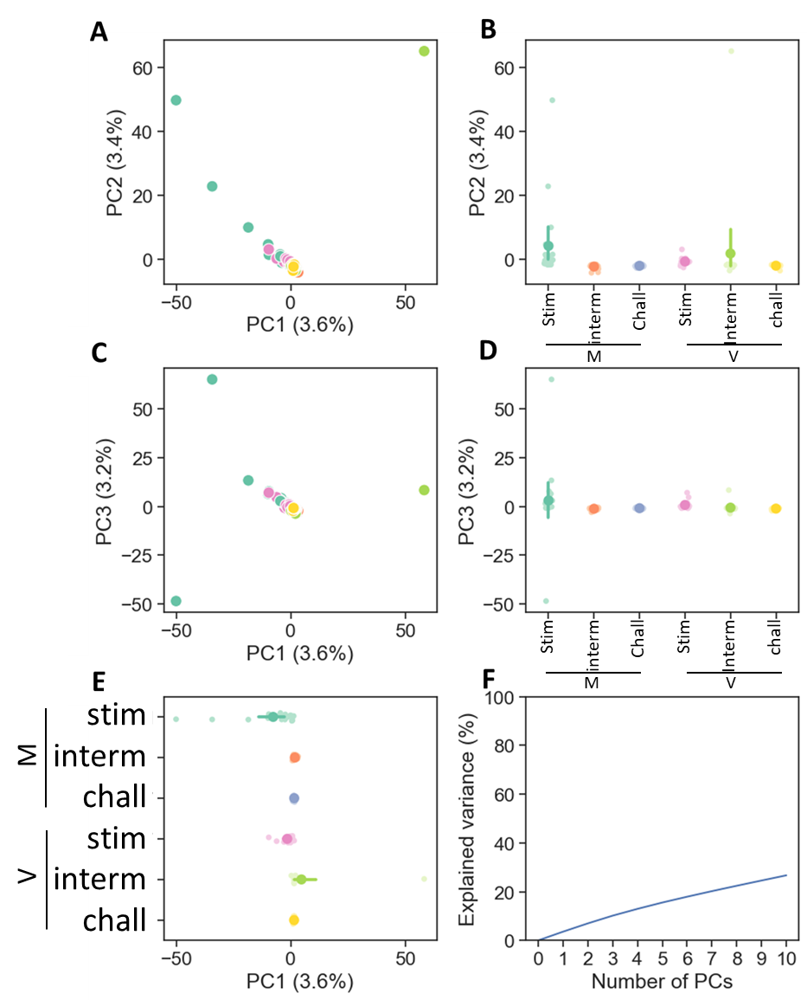 A
60
40
20
0
PC2 (3.4%)
−50
0
50
PC1 (3.6%)
B
60
40
20
0
PC2 (3.4%)
Stim
interm
Chall
Stim
Interm
chall
M
V
C
50
25
0
−25
−50
PC3 (3.2%)
−50
0
50
PC1 (3.6%)
D
50
25
0
−25
−50
PC3 (3.2%)
Stim
interm
Chall
Stim
Interm
chall
M
V
E
M
stim
interm
chall
V
stim
interm
chall
−50
0
50
PC1 (3.6%)
F
100
80
60
40
20
0
Explained variance (%)
0 1 2 3 4 5 6 7 8 9 10
Number of PCs